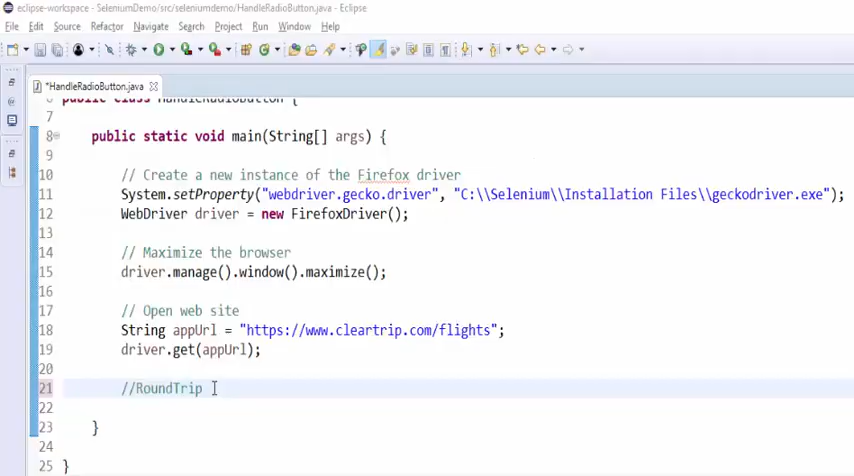 eclipse-workspace - SeleniumDemo/src/seleniumdemo/HandleRadioButton.java - Eclipse
File Edit Source Refactor Navigate Search Project Run Window Help
*HandleRadioButton.java
6 public class HandleRadioButton {
7
8 public static void main(String[] args) {
9
10 // Create a new instance of the Firefox driver
11 System.setProperty("webdriver.gecko.driver", "C:\\Selenium\\Installation Files\\geckodriver.exe");
12 WebDriver driver = new FirefoxDriver();
13
14 // Maximize the browser
15 driver.manage().window().maximize();
16
17 // Open web site
18 String appUrl = "https://www.cleartrip.com/flights";
19 driver.get(appUrl);
20
21 //RoundTrip
22
23 }
24
25 }